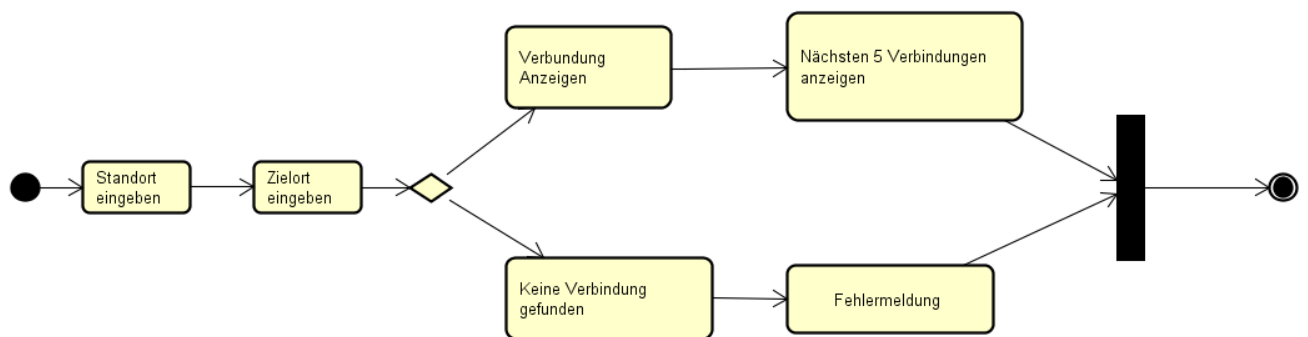 Standort
eingeben
Zielort
eingeben
Verbundung
Anzeigen
Nächsten 5 Verbindungen
anzeigen
Keine Verbindung
gefunden
Fehlermeldung